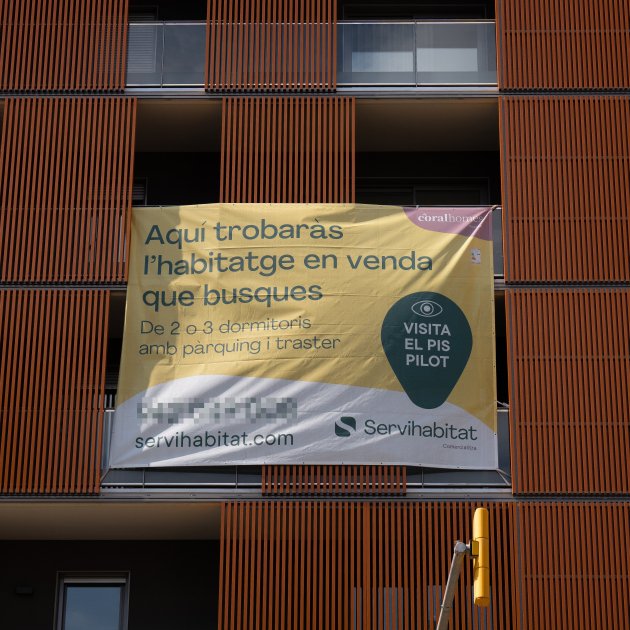 coralhomes
Aquí trobaràs
l'habitatge en venda
que busques
De 2 o 3 dormitoris
amb pàrquing i traster
VISITA
EL PIS
PILOT
servihabitat.com
Servihabitat
Comercialitza